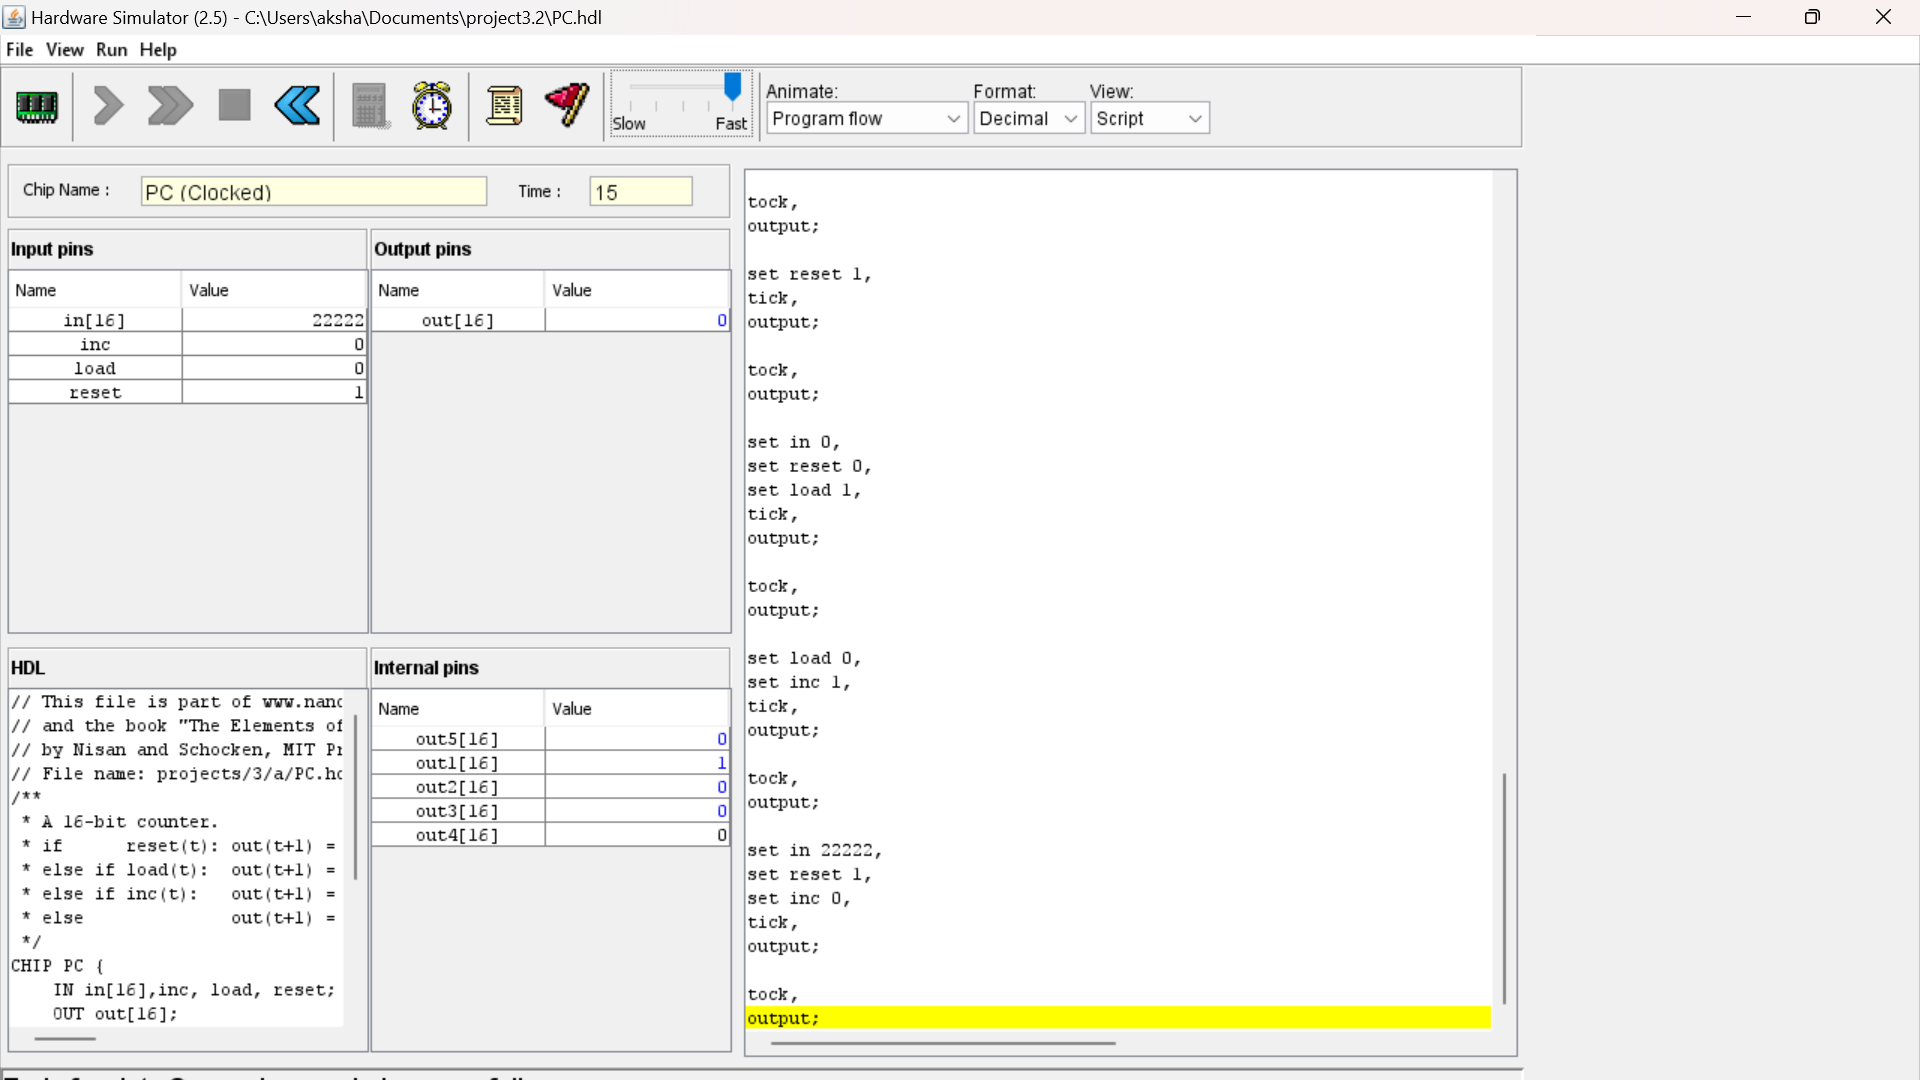 Hardware Simulator (2.5) - C:\Users\aksha\Documents\project3.2\PC.hdl
File View Run Help
Slow Fast
Animate:
Program flow
Format:
Decimal
View:
Script
Chip Name :
PC (Clocked)
Time :
15
Input pins
Name Value
in[16] 22222
inc 0
load 0
reset 1
Output pins
Name Value
out[16] 0
HDL
// This file is part of www.nanc
// and the book "The Elements of
// by Nisan and Schocken, MIT Pr
// File name: projects/3/a/PC.hd
/**
* A 16-bit counter.
* if reset(t): out(t+1) =
* else if load(t): out(t+1) =
* else if inc(t): out(t+1) =
* else out(t+1) =
*/
CHIP PC {
IN in[16],inc, load, reset;
OUT out[16];
Internal pins
Name Value
out5[16] 0
out1[16] 1
out2[16] 0
out3[16] 0
out4[16] 0
tock,
output;
set reset 1,
tick,
output;
tock,
output;
set in 0,
set reset 0,
set load 1,
tick,
output;
tock,
output;
set load 0,
set inc 1,
tick,
output;
tock,
output;
set in 22222,
set reset 1,
set inc 0,
tick,
output;
tock,
output;